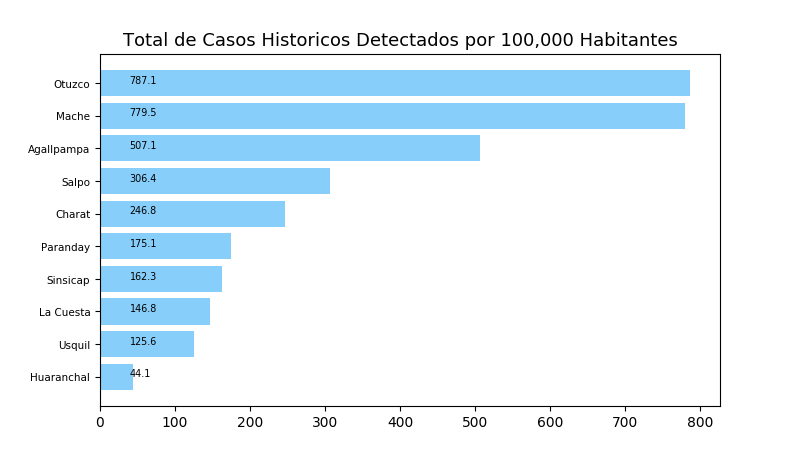 Total de Casos Historicos Detectados por 100,000 Habitantes
Otuzco 787.1
Mache 779.5
Agallpampa 507.1
Salpo 306.4
Charat 246.8
Paranday 175.1
Sinsicap 162.3
La Cuesta 146.8
Usquil 125.6
Huaranchal 44.1
0 100 200 300 400 500 600 700 800